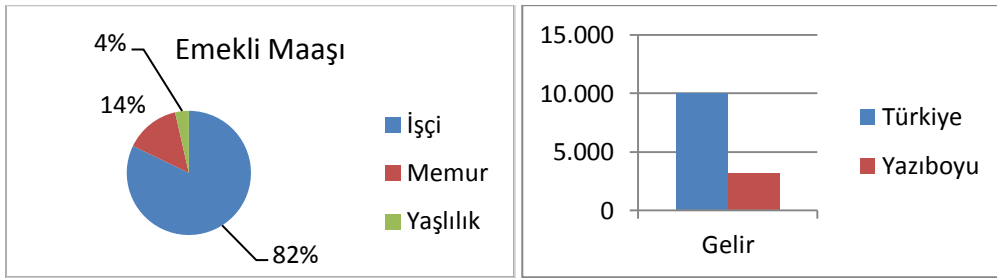 Emekli Maaşı
4%
14%
82%
İşçi
Memur
Yaşlılık
15.000
10.000
5.000
0
Gelir
Türkiye
Yazıboyu